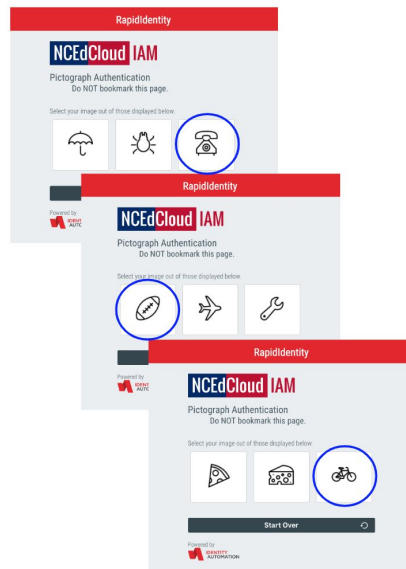 RapidIdentity
NCEdCloud IAM
Pictograph Authentication
Do NOT bookmark this page.
Select your image out of those displayed below.
Powered by
RapidIdentity
NCEdCloud IAM
Pictograph Authentication
Do NOT bookmark this page.
Select your image out of those displayed below.
Powered by
RapidIdentity
NCEdCloud IAM
Pictograph Authentication
Do NOT bookmark this page.
Select your image out of those displayed below.
Start Over
Powered by
IDENTITY
AUTOMATION